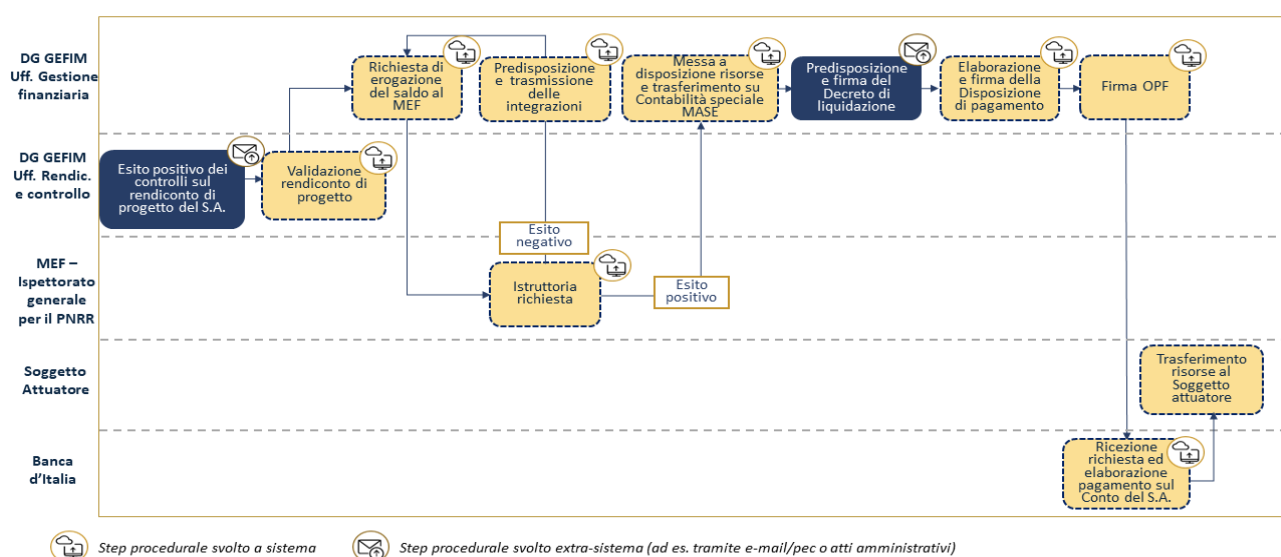 DG GEFIM
Uff. Gestione
finanziaria
Richiesta di
erogazione
del saldo al
MEF
Predisposizione
e trasmissione
delle
integrazioni
Messa a
disposizione risorse
e trasferimento su
Contabilità speciale
MASE
Predisposizione
e firma del
Decreto di
liquidazione
Elaborazione
e firma della
Disposizione
di pagamento
Firma OPF
DG GEFIM
Uff. Rendic.
e controllo
Esito positivo dei
controlli sul
rendiconto di
progetto del S.A.
Validazione
rendiconto di
progetto
Esito
negativo
MEF –
Ispettorato
generale
per il PNRR
Istruttoria
richiesta
Esito
positivo
Soggetto
Attuatore
Trasferimento
risorse al
Soggetto
attuatore
Banca
d’Italia
Ricezione
richiesta ed
elaborazione
pagamento sul
Conto del S.A.
Step procedurale svolto a sistema
Step procedurale svolto extra-sistema (ad es. tramite e-mail/pec o atti amministrativi)